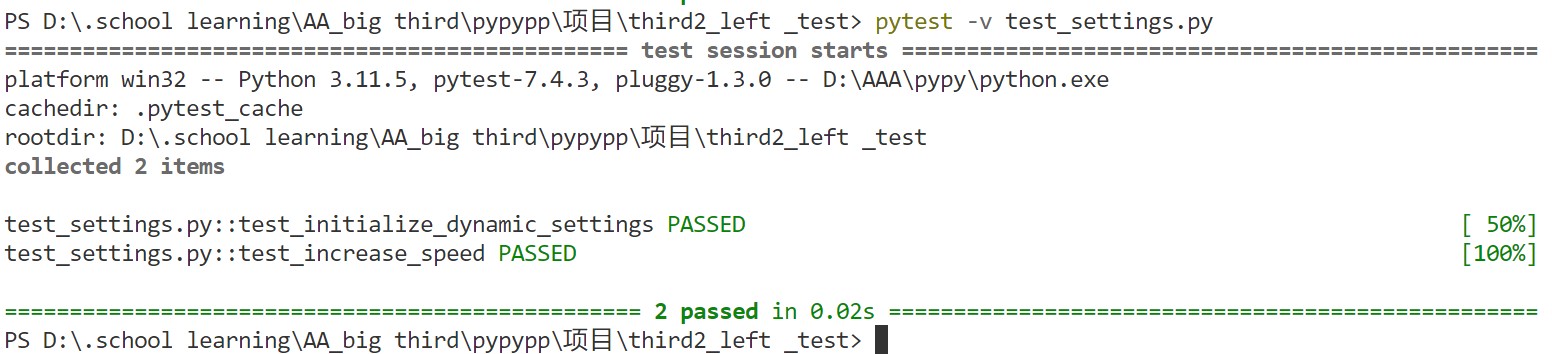 PS D:\.school learning\AA_big third\pypypp\项目\third2_left _test> pytest -v test_settings.py
================================================ test session starts =================================================
platform win32 -- Python 3.11.5, pytest-7.4.3, pluggy-1.3.0 -- D:\AAA\pypy\python.exe
cachedir: .pytest_cache
rootdir: D:\.school learning\AA_big third\pypypp\项目\third2_left _test
collected 2 items
test_settings.py::test_initialize_dynamic_settings PASSED [ 50%]
test_settings.py::test_increase_speed PASSED [100%]
================================================= 2 passed in 0.02s ==================================================
PS D:\.school learning\AA_big third\pypypp\项目\third2_left _test>